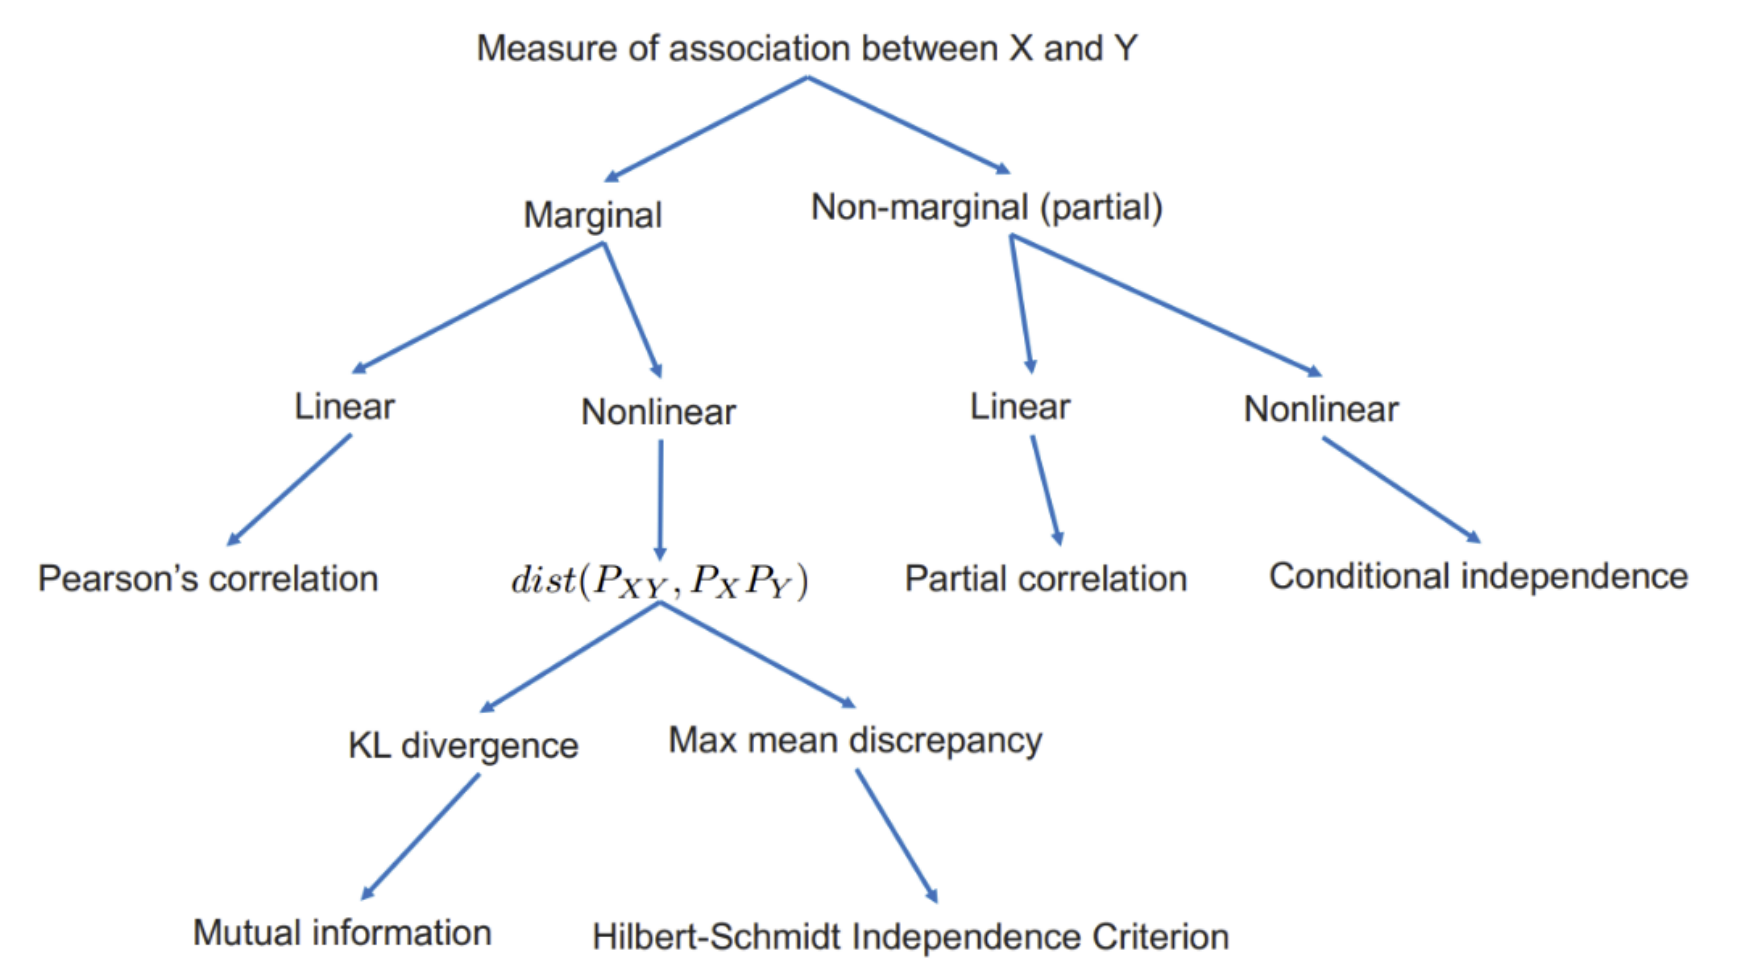 Measure of association between X and Y
Marginal
Non-marginal (partial)
Linear
Nonlinear
Linear
Nonlinear
Pearson’s correlation
dist(P_{XY}, P_X P_Y)
Partial correlation
Conditional independence
KL divergence
Max mean discrepancy
Mutual information
Hilbert-Schmidt Independence Criterion